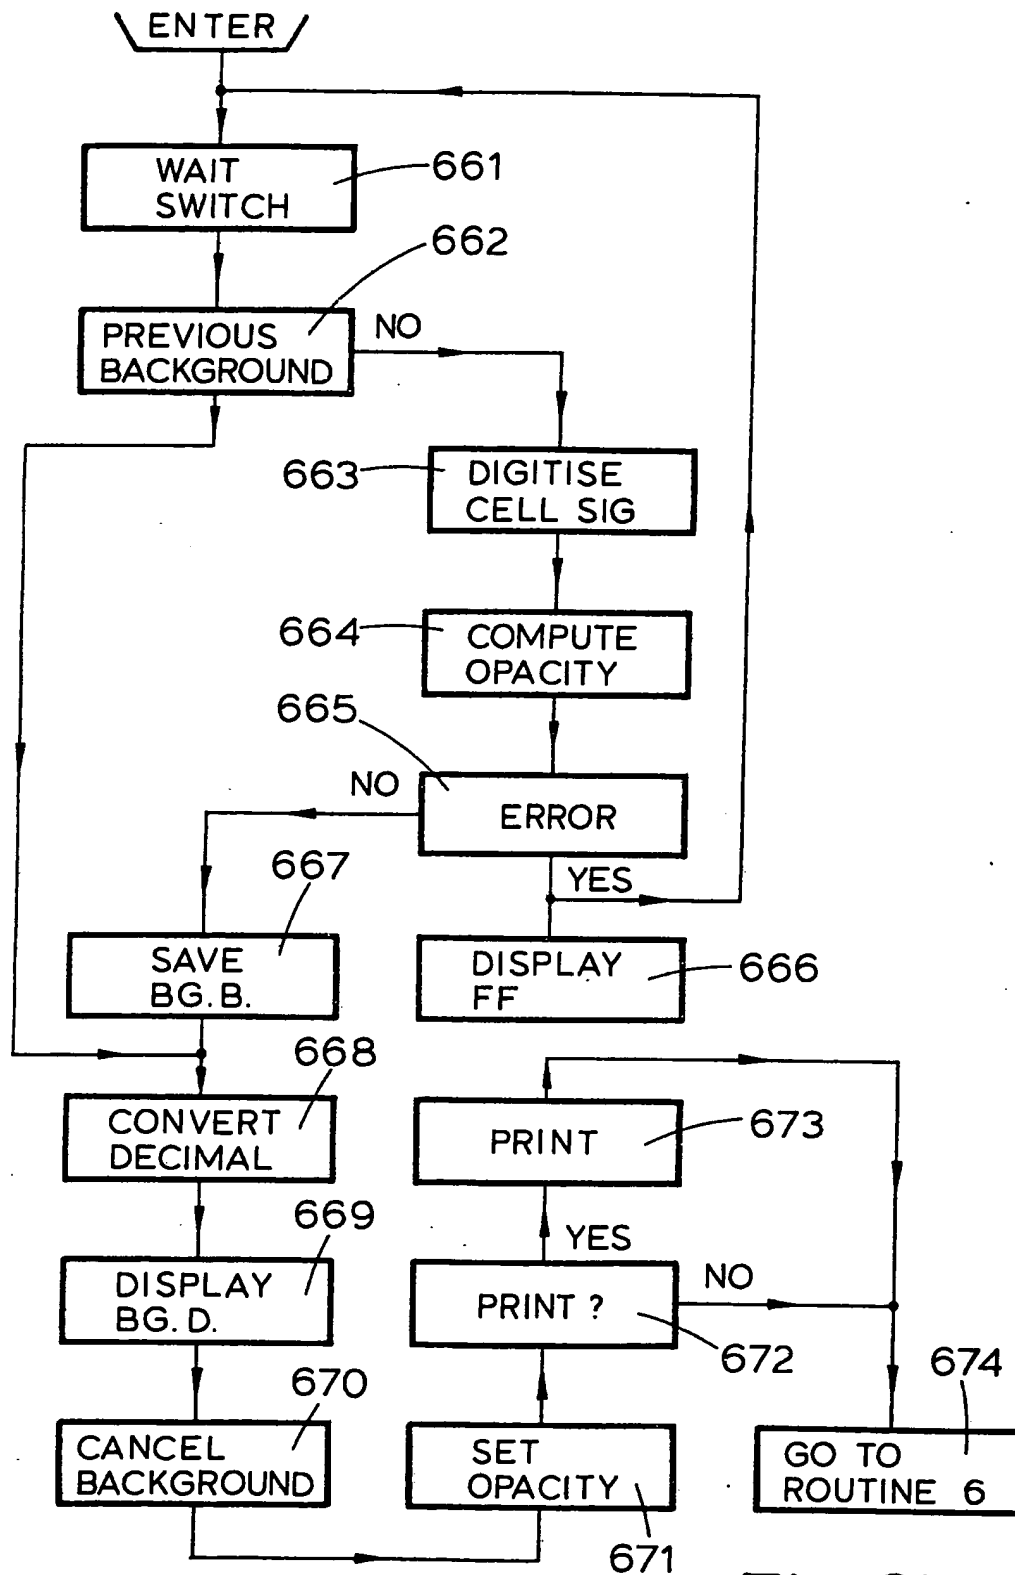 ENTER
WAIT
SWITCH
661
662
PREVIOUS
BACKGROUND
NO
663
DIGITISE
CELL SIG
664
COMPUTE
OPACITY
665
NO
ERROR
YES
667
SAVE
BG. B.
DISPLAY
FF
666
668
CONVERT
DECIMAL
PRINT
673
669
YES
DISPLAY
BG. D.
PRINT ?
NO
672
670
674
CANCEL
BACKGROUND
SET
OPACITY
GO TO
ROUTINE 6
671